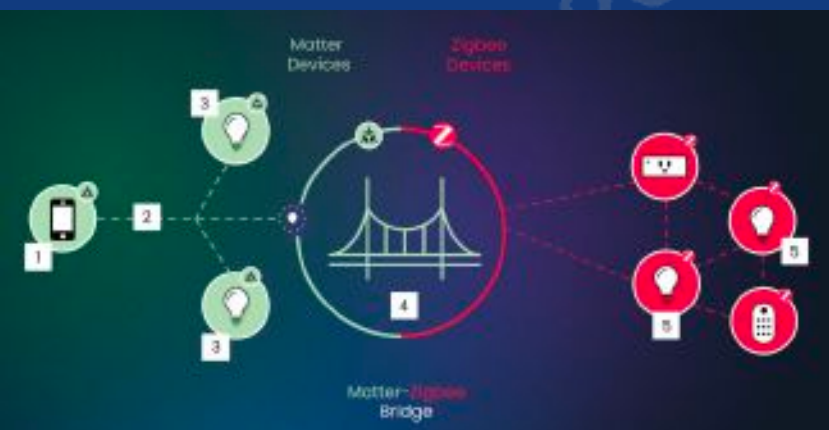 Matter
Devices
Zigbee
Devices
3
1
2
3
4
5
5
Matter-Zigbee
Bridge